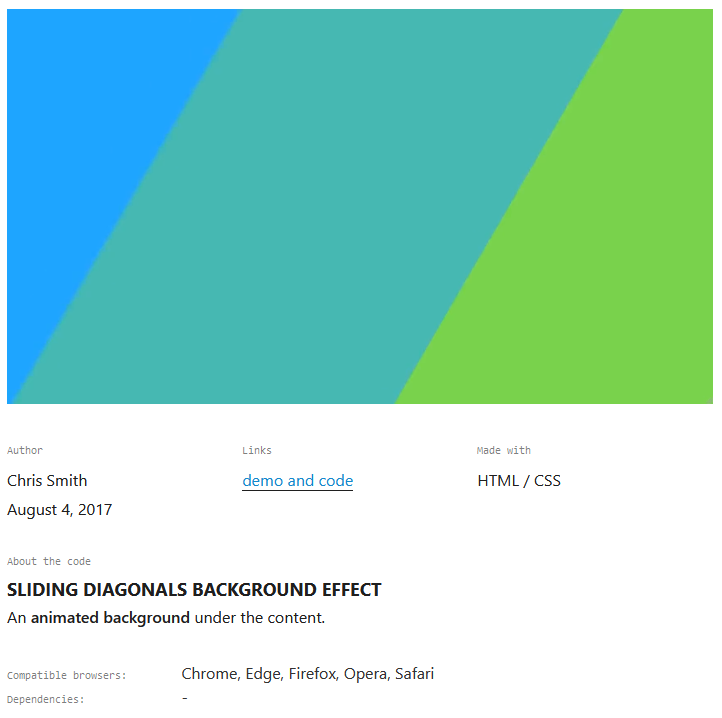 Author
Links
Made with
Chris Smith
demo and code
HTML / CSS
August 4, 2017
About the code
SLIDING DIAGONALS BACKGROUND EFFECT
An animated background under the content.
Compatible browsers: Chrome, Edge, Firefox, Opera, Safari
Dependencies: -